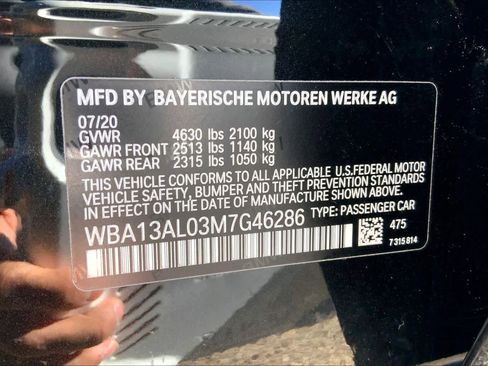 MFD BY BAYERISCHE MOTOREN WERKE AG
07/20
GVWR 4630 lbs 2100 kg
GAWR FRONT 2513 lbs 1140 kg
GAWR REAR 2315 lbs 1050 kg
THIS VEHICLE CONFORMS TO ALL APPLICABLE U.S.FEDERAL MOTOR
VEHICLE SAFETY, BUMPER AND THEFT PREVENTION STANDARDS
IN EFFECT ON THE DATE OF MANUFACTURE SHOWN ABOVE.
WBA13AL03M7G46286 TYPE: PASSENGER CAR
475
7 315 814